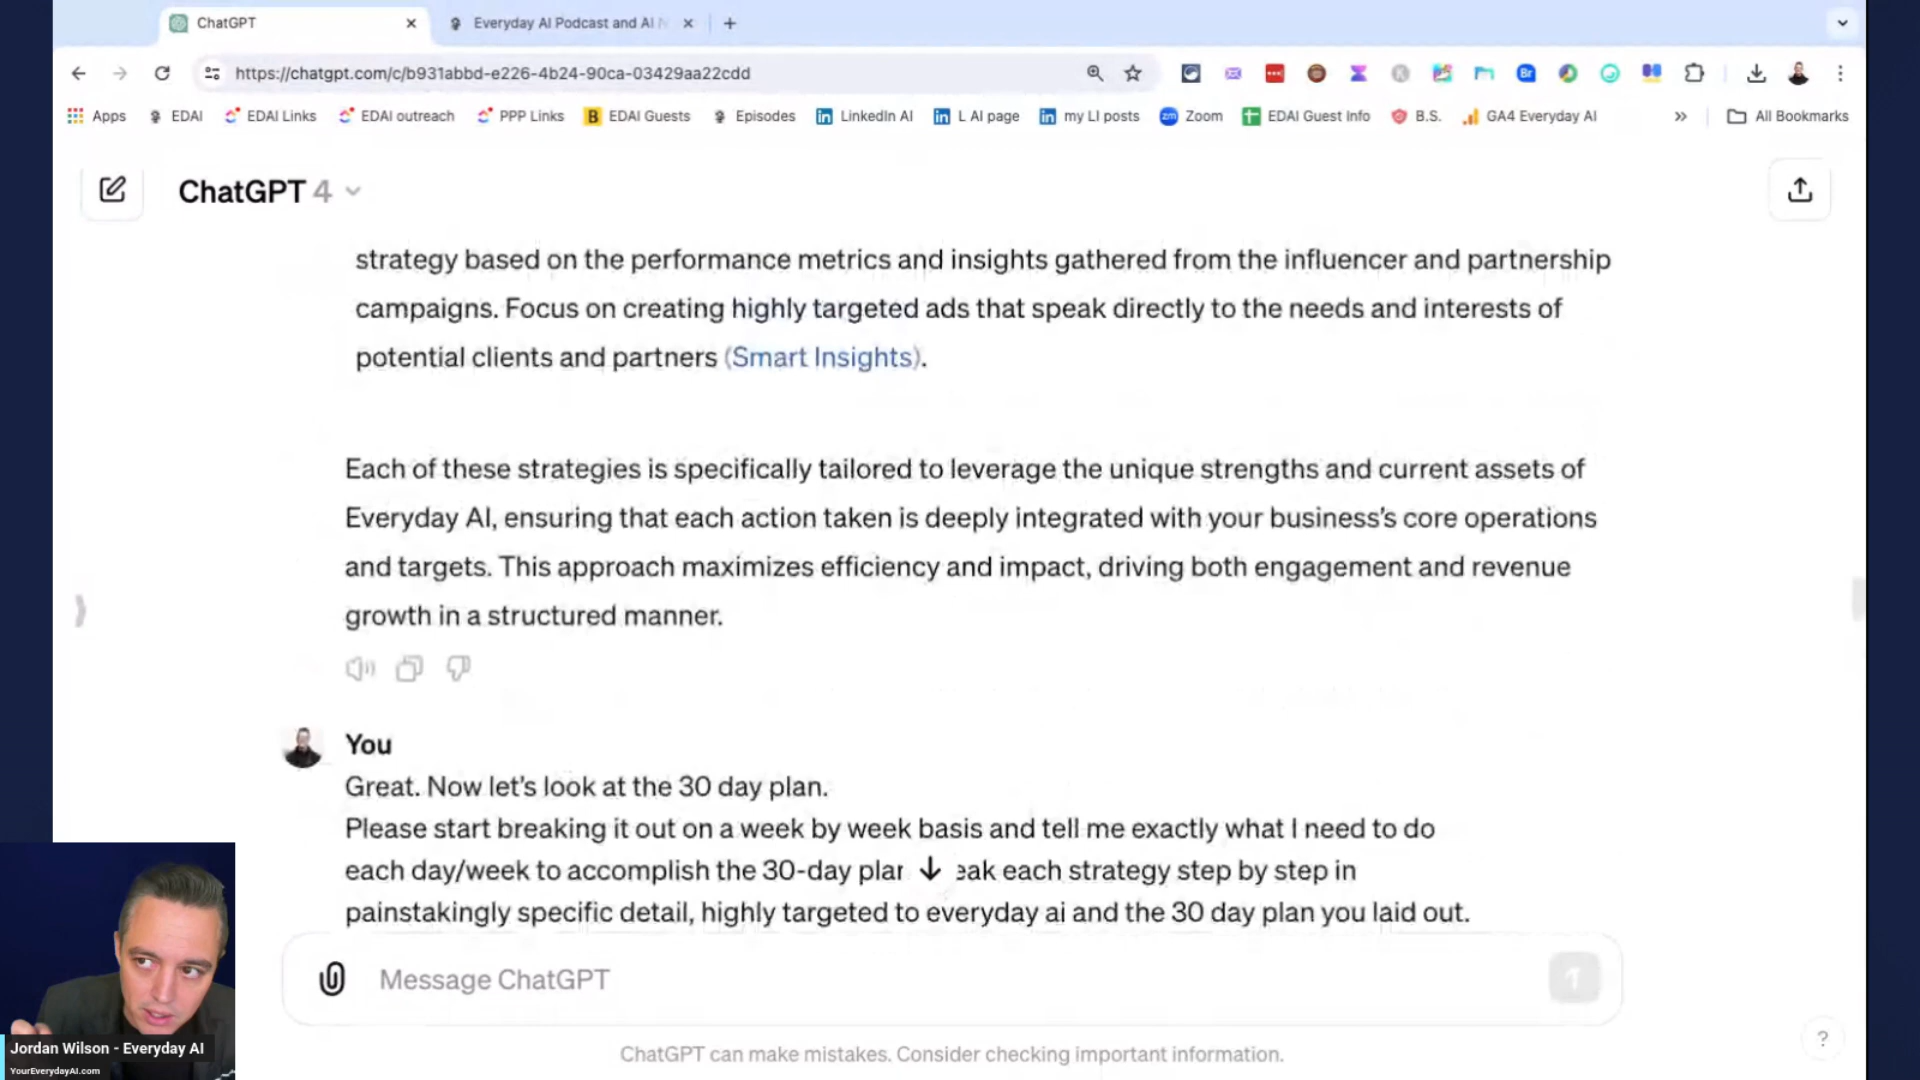 ChatGPT
Everyday AI Podcast and AI
https://chatgpt.com/c/b931abbd-e226-4b24-90ca-03429aa22cdd
Apps EDAI EDAI Links EDAI outreach PPP Links EDAI Guests Episodes LinkedIn AI L AI page my LI posts Zoom EDAI Guest Info B.S. GA4 Everyday AI » All Bookmarks
ChatGPT 4
strategy based on the performance metrics and insights gathered from the influencer and partnership
campaigns. Focus on creating highly targeted ads that speak directly to the needs and interests of
potential clients and partners (Smart Insights).
Each of these strategies is specifically tailored to leverage the unique strengths and current assets of
Everyday AI, ensuring that each action taken is deeply integrated with your business's core operations
and targets. This approach maximizes efficiency and impact, driving both engagement and revenue
growth in a structured manner.
You
Great. Now let's look at the 30 day plan.
Please start breaking it out on a week by week basis and tell me exactly what I need to do
each day/week to accomplish the 30-day plan eak each strategy step by step in
painstakingly specific detail, highly targeted to everyday ai and the 30 day plan you laid out.
Message ChatGPT
ChatGPT can make mistakes. Consider checking important information.
?
Jordan Wilson - Everyday AI
YourEverydayAI.com